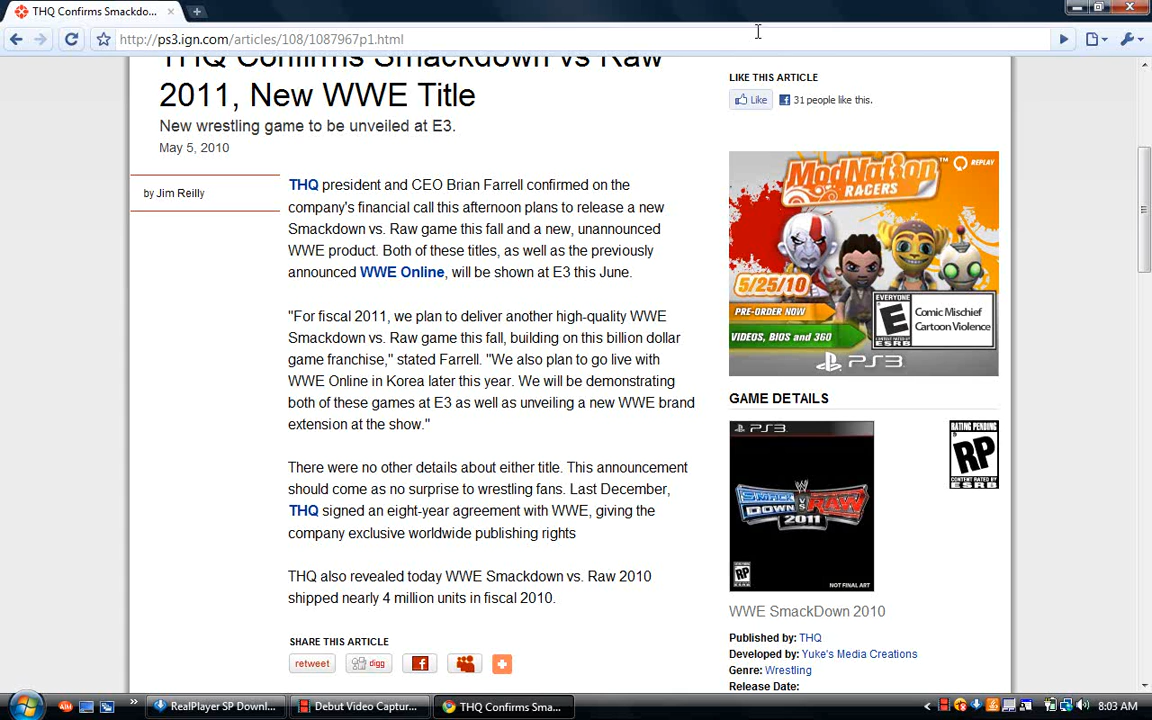 THQ Confirms Smackdo...
http://ps3.ign.com/articles/108/1087967p1.html
THQ Confirms Smackdown vs Raw
2011, New WWE Title
New wrestling game to be unveiled at E3.
May 5, 2010
by Jim Reilly
THQ president and CEO Brian Farrell confirmed on the
company's financial call this afternoon plans to release a new
Smackdown vs. Raw game this fall and a new, unannounced
WWE product. Both of these titles, as well as the previously
announced WWE Online, will be shown at E3 this June.
"For fiscal 2011, we plan to deliver another high-quality WWE
Smackdown vs. Raw game this fall, building on this billion dollar
game franchise," stated Farrell. "We also plan to go live with
WWE Online in Korea later this year. We will be demonstrating
both of these games at E3 as well as unveiling a new WWE brand
extension at the show."
There were no other details about either title. This announcement
should come as no surprise to wrestling fans. Last December,
THQ signed an eight-year agreement with WWE, giving the
company exclusive worldwide publishing rights
THQ also revealed today WWE Smackdown vs. Raw 2010
shipped nearly 4 million units in fiscal 2010.
SHARE THIS ARTICLE
retweet
digg
LIKE THIS ARTICLE
Like
31 people like this.
REPLAY
ModNation™
RACERS
5/25/10
PRE-ORDER NOW
VIDEOS, BIOS and 360
EVERYONE
E
CONTENT RATED BY
ESRB
Comic Mischief
Cartoon Violence
PS3
GAME DETAILS
PS3
SMACK
DOWN VS RAW
2011
RP
ESRB
NOT FINAL ART
RATING PENDING
RP
CONTENT RATED BY
ESRB
WWE SmackDown 2010
Published by: THQ
Developed by: Yuke's Media Creations
Genre: Wrestling
Release Date:
RealPlayer SP Downl...
Debut Video Captur...
THQ Confirms Sma...
8:03 AM